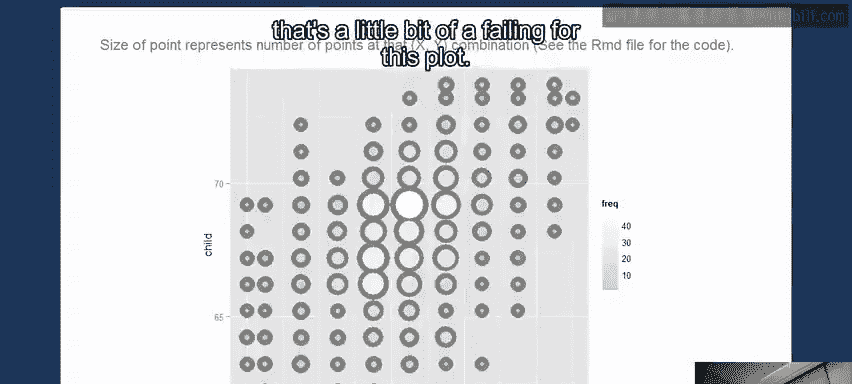 that's a little bit of a failing for
this plot.
Size of point represents number of points at that (X, Y) combination (See the Rmd file for the code).
70
65
child
freq
40
30
20
10